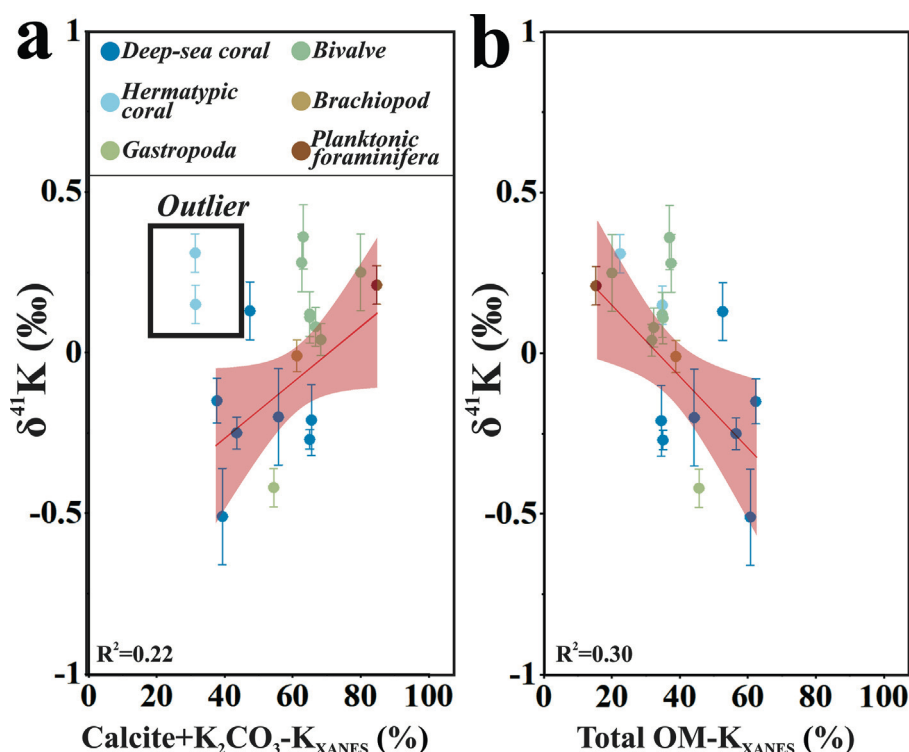 a
Deep-sea coral
Bivalve
Hermatypic
coral
Brachiopod
Gastropoda
Planktonic
foraminifera
Outlier
δ⁴¹K (‰)
1
0.5
0
-0.5
-1
R²=0.22
0 20 40 60 80 100
Calcite+K₂CO₃-K_XANES (%)
b
δ⁴¹K (‰)
1
0.5
0
-0.5
-1
R²=0.30
0 20 40 60 80 100
Total OM-K_XANES (%)